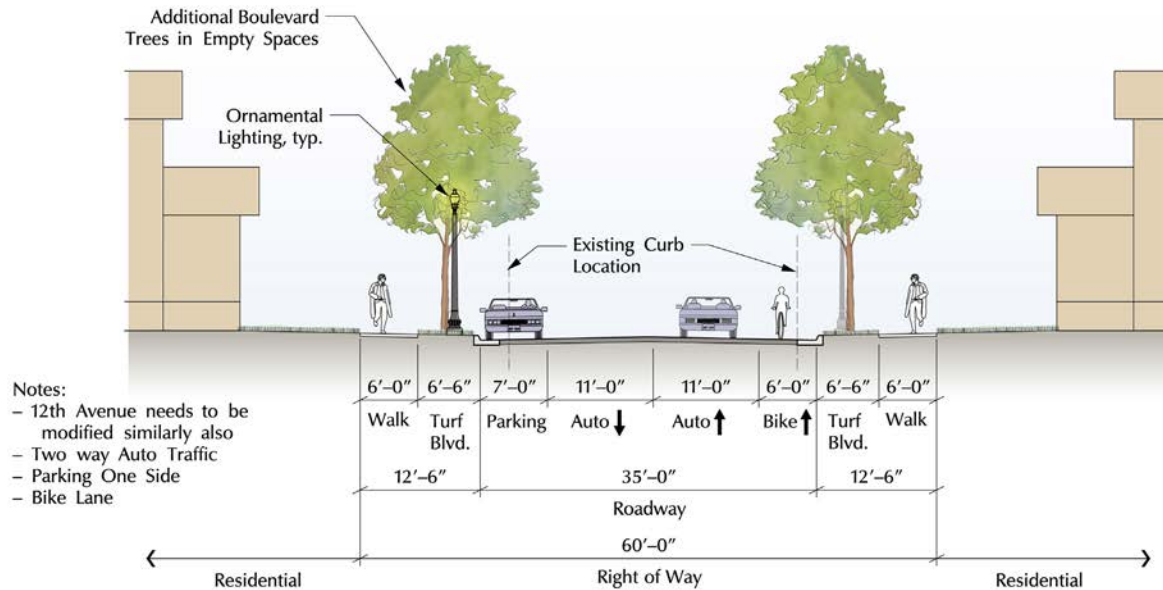 Additional Boulevard
Trees in Empty Spaces
Ornamental
Lighting, typ.
Existing Curb
Location
Notes:
– 12th Avenue needs to be
modified similarly also
– Two way Auto Traffic
– Parking One Side
– Bike Lane
6’–0” 6’–6” 7’–0” 11’–0” 11’–0” 6’–0” 6’–6” 6’–0”
Walk Turf Blvd. Parking Auto Auto Bike Turf Blvd. Walk
12’–6” 35’–0” 12’–6”
Roadway
60’–0”
Residential Right of Way Residential